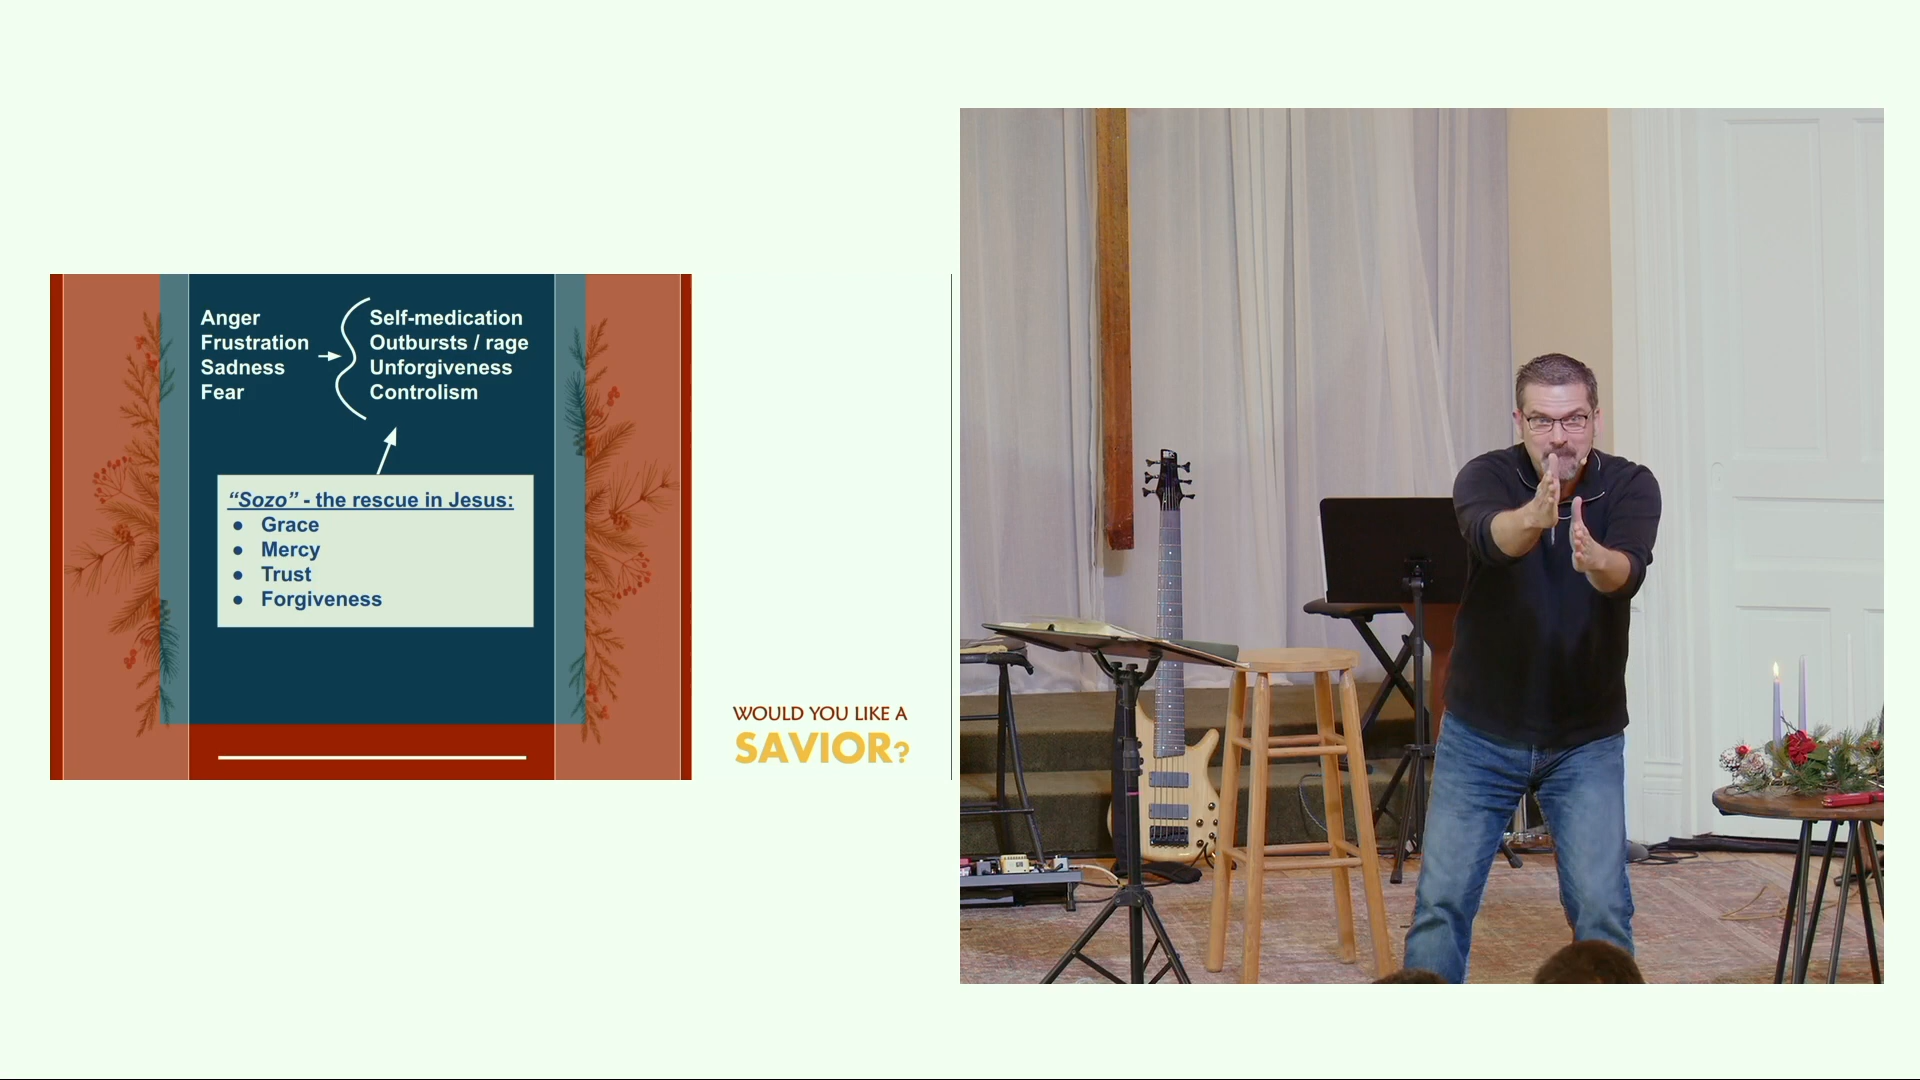 Anger
Frustration
Sadness
Fear
Self-medication
Outbursts / rage
Unforgiveness
Controlism
“Sozo” - the rescue in Jesus:
● Grace
● Mercy
● Trust
● Forgiveness
WOULD YOU LIKE A
SAVIOR?